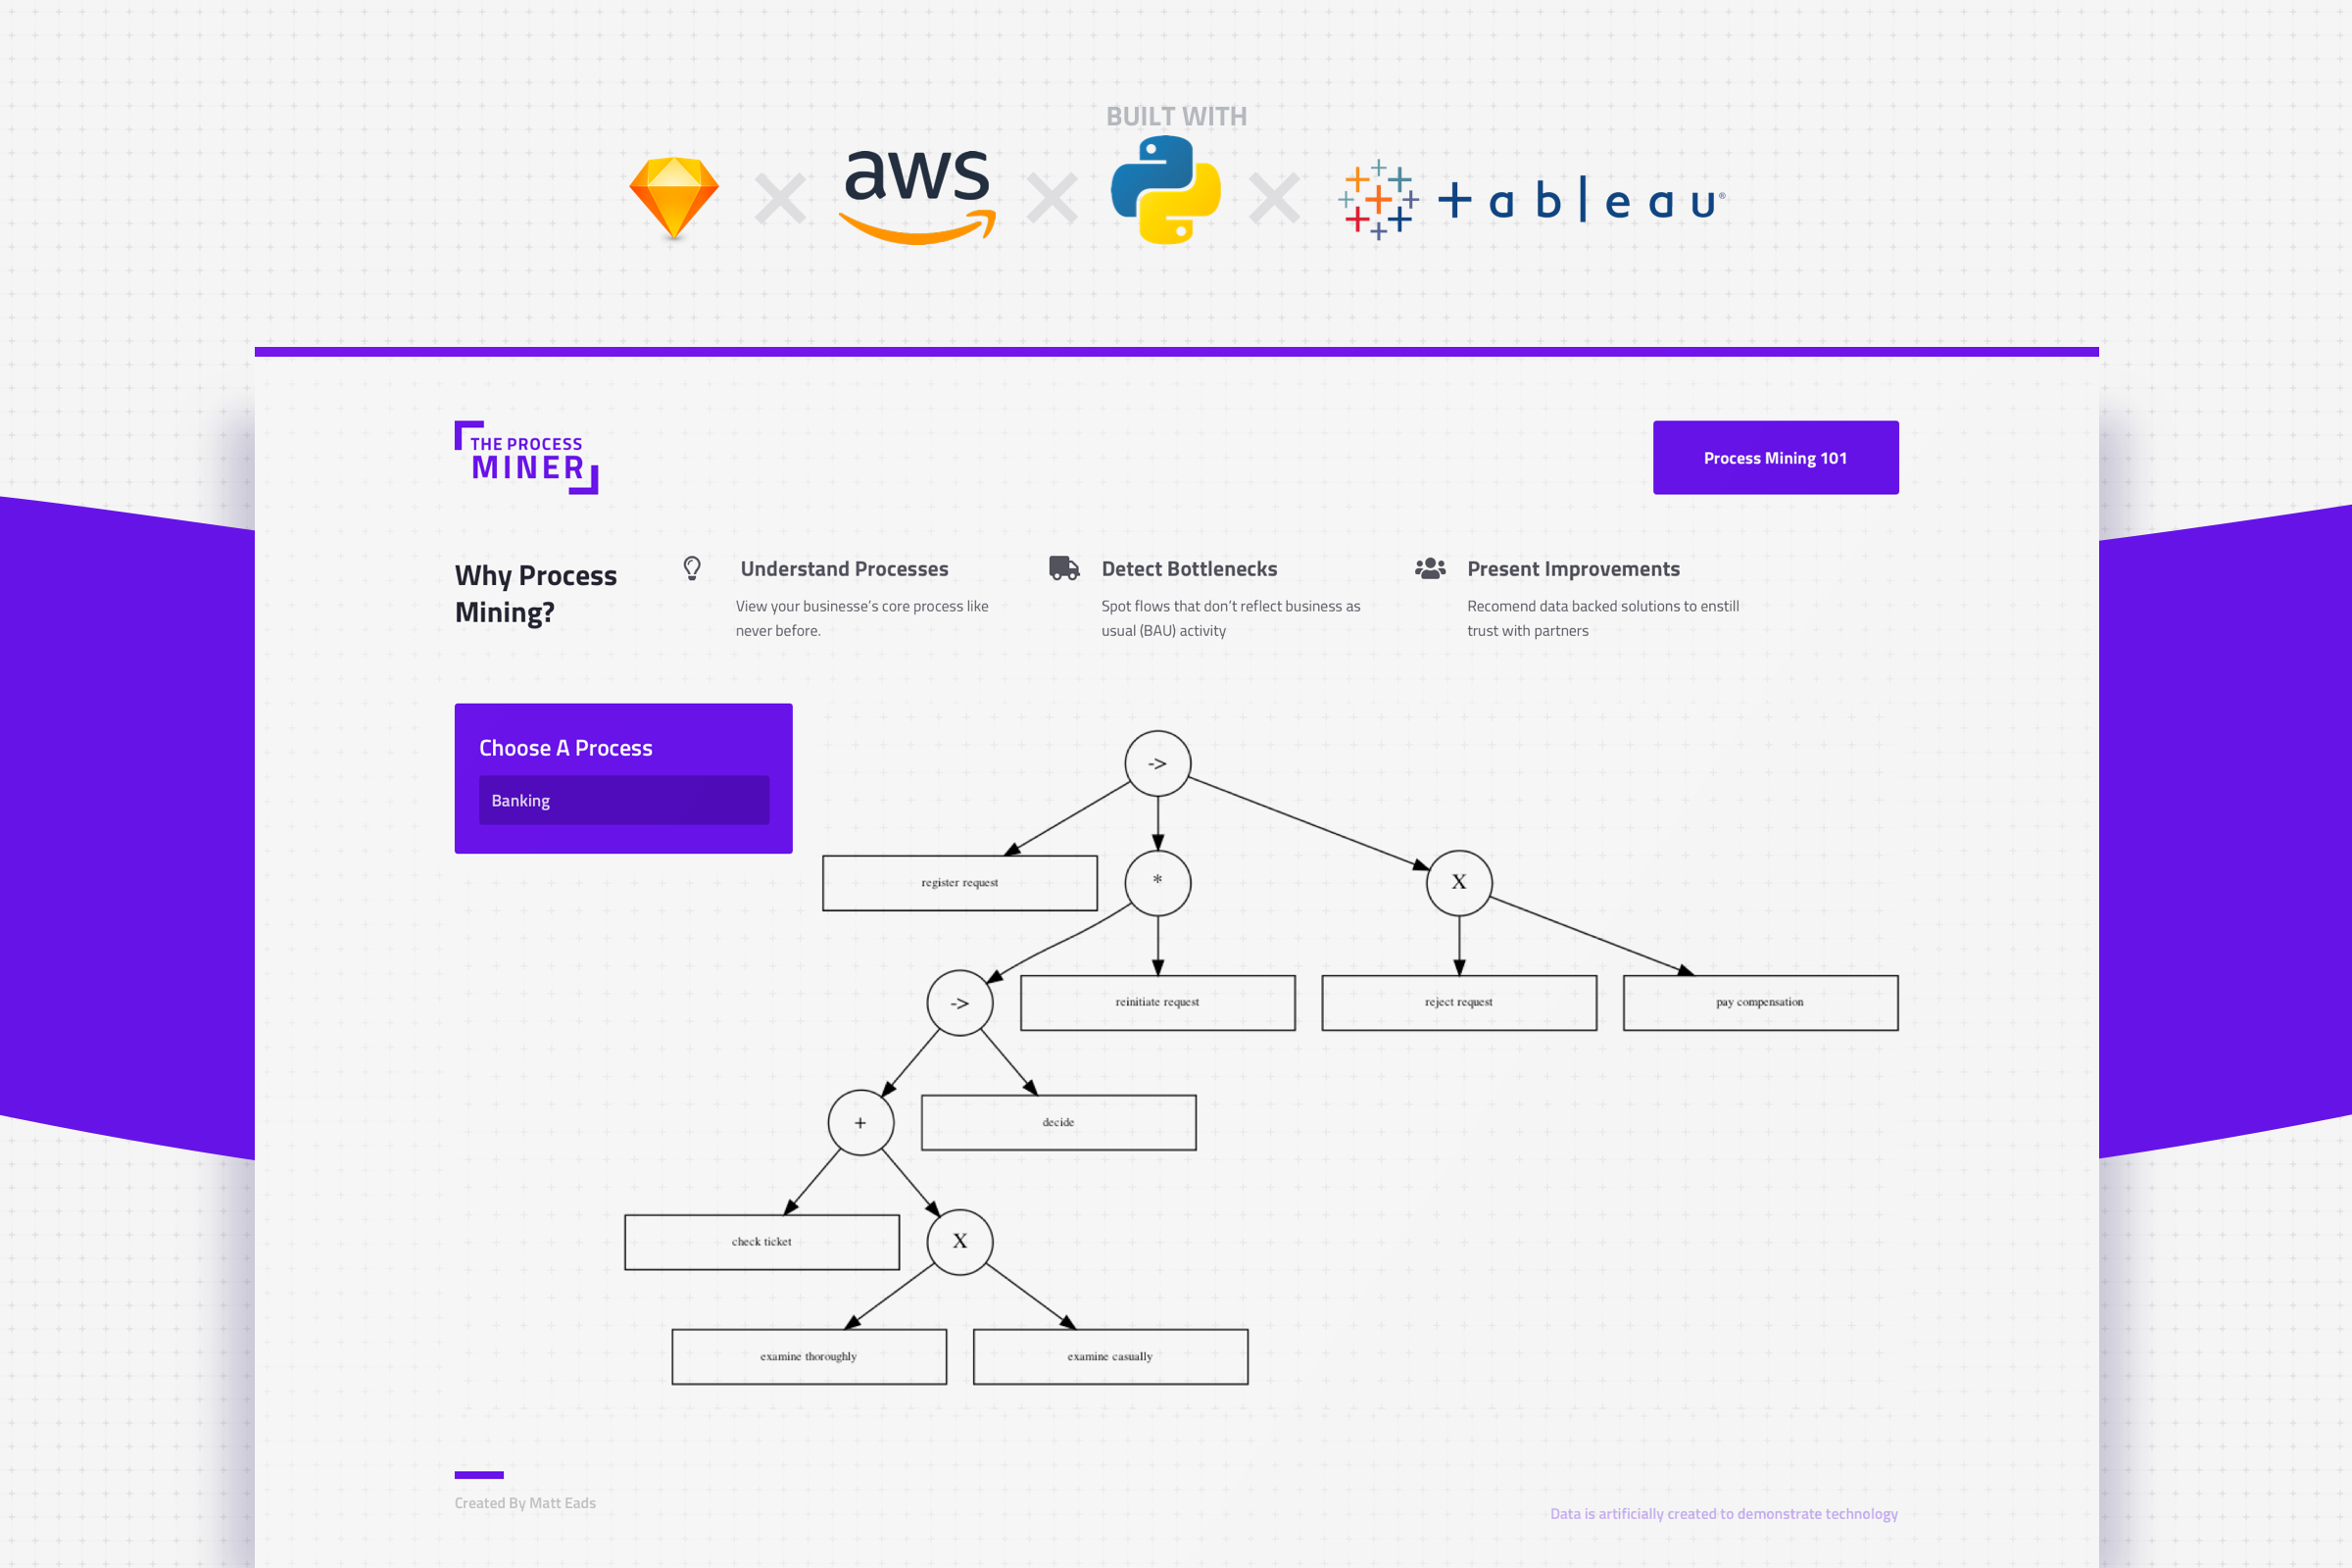 BUILT WITH
aws
+ a b l e a u®
THE PROCESS
MINER
Process Mining 101
Why Process
Mining?
Understand Processes
View your businesse's core process like
never before.
Detect Bottlenecks
Spot flows that don't reflect business as
usual (BAU) activity
Present Improvements
Recomend data backed solutions to enstill
trust with partners
Choose A Process
Banking
->
register request
*
X
->
reinitiate request
reject request
pay compensation
+
decide
check ticket
X
examine thoroughly
examine casually
Created By Matt Eads
Data is artificially created to demonstrate technology